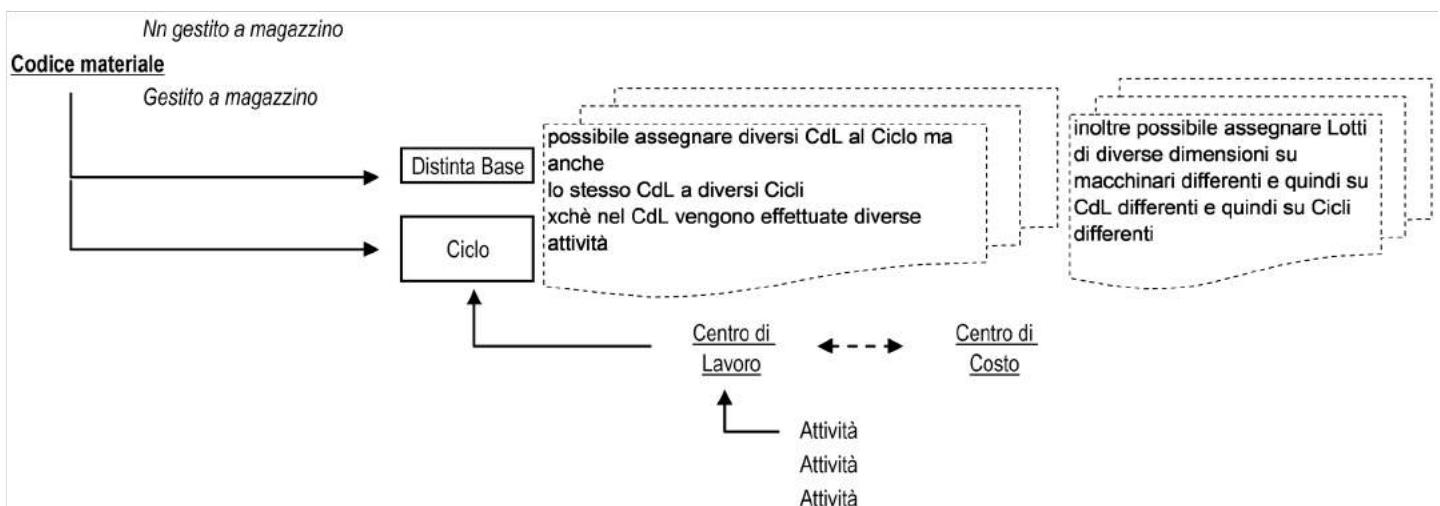 Nn gestito a magazzino
Codice materiale
Gestito a magazzino
Distinta Base
Ciclo
possibile assegnare diversi CdL al Ciclo ma
anche
lo stesso CdL a diversi Cicli
xchè nel CdL vengono effettuate diverse
attività
inoltre possibile assegnare Lotti
di diverse dimensioni su
macchinari differenti e quindi su
CdL differenti e quindi su Cicli
differenti
Centro di
Lavoro
Centro di
Costo
Attività
Attività
Attività